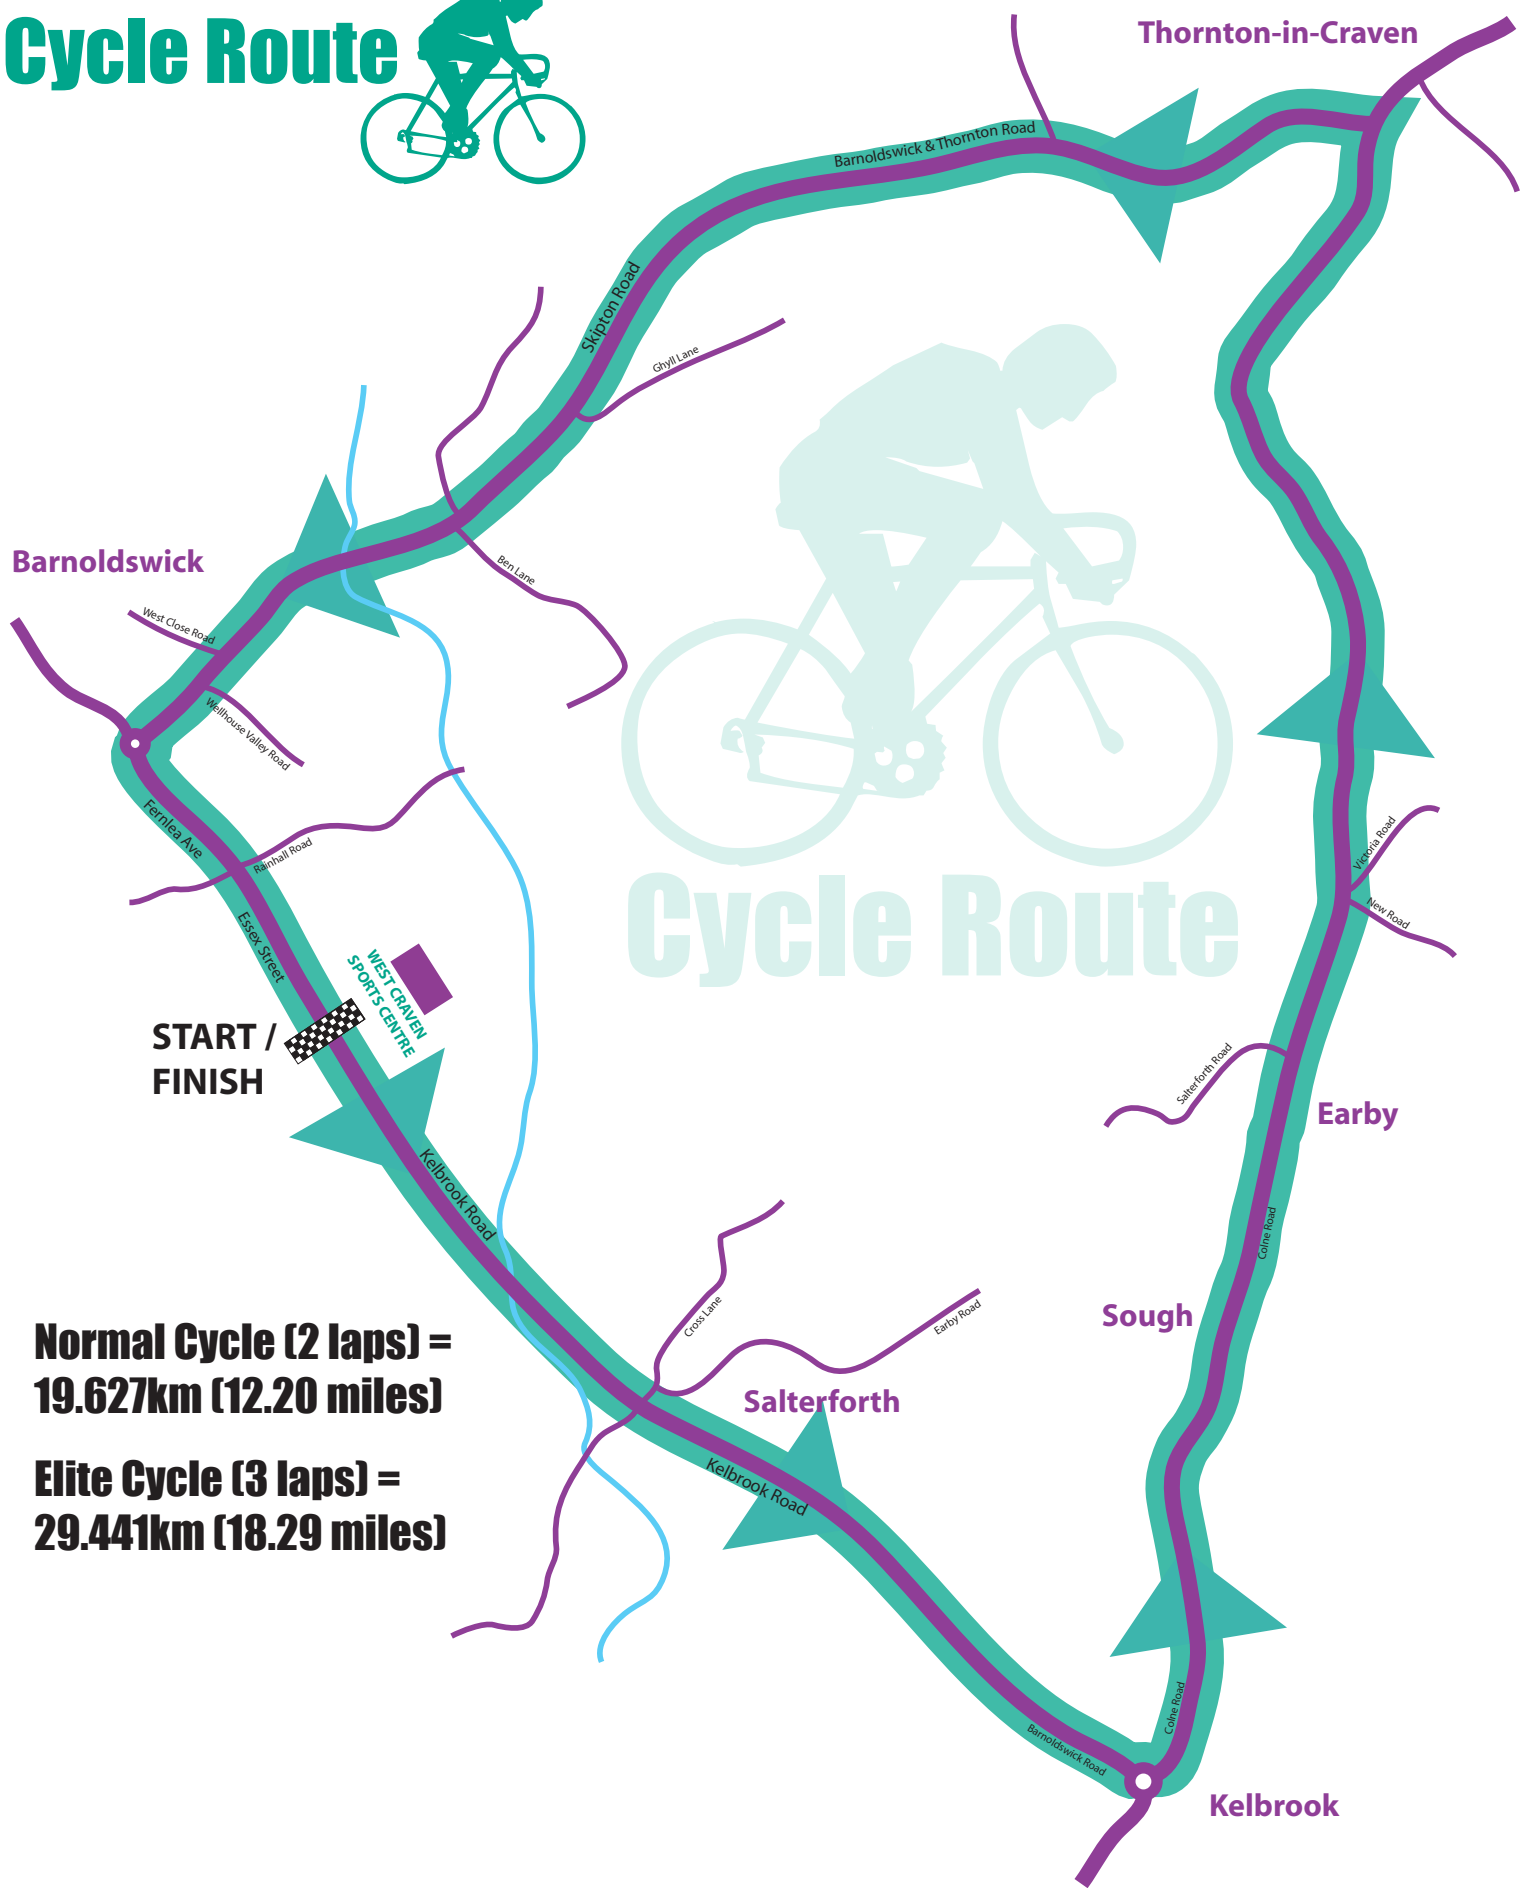 Cycle Route
Thornton-in-Craven
Barnoldswick & Thornton Road
Skipton Road
Ghyll Lane
Barnoldswick
Ben Lane
West Close Road
Wellhouse Valley Road
Fernlea Ave
Rainhall Road
Victoria Road
New Road
Cycle Route
Essex Street
WEST CRAVEN
SPORTS CENTRE
START /
FINISH
Salterforth Road
Earby
Kelbrook Road
Colne Road
Cross Lane
Earby Road
Sough
Normal Cycle (2 laps) =
19.627km (12.20 miles)
Salterforth
Elite Cycle (3 laps) =
29.441km (18.29 miles)
Kelbrook Road
Colne Road
Barnoldswick Road
Kelbrook